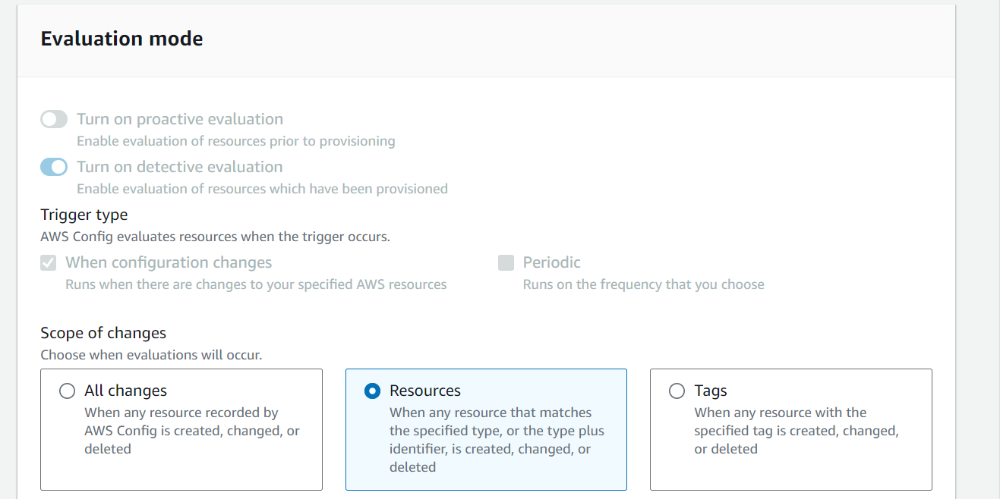 Evaluation mode
Turn on proactive evaluation
Enable evaluation of resources prior to provisioning
Turn on detective evaluation
Enable evaluation of resources which have been provisioned
Trigger type
AWS Config evaluates resources when the trigger occurs.
When configuration changes
Runs when there are changes to your specified AWS resources
Periodic
Runs on the frequency that you choose
Scope of changes
Choose when evaluations will occur.
All changes
When any resource recorded by
AWS Config is created, changed, or
deleted
Resources
When any resource that matches
the specified type, or the type plus
identifier, is created, changed, or
deleted
Tags
When any resource with the
specified tag is created, changed,
or deleted